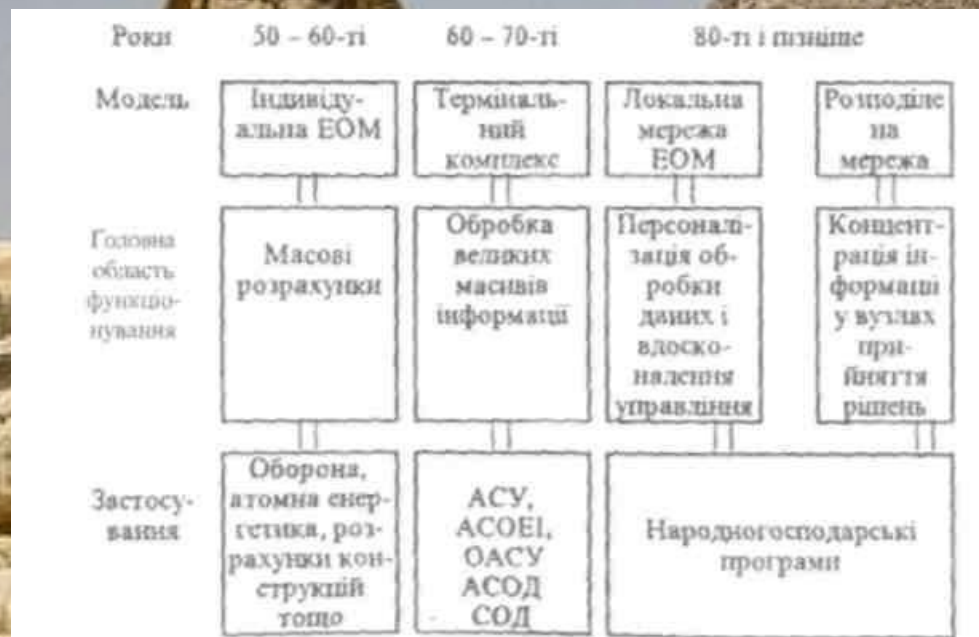 Роки 50 – 60-ті 60 – 70-ті 80-ті і пізніше
Модель
Індивіду-
альна ЕОМ
Терміналь-
ний
комплекс
Локальна
мережа
ЕОМ
Розподіле
на
мережа
Головна
область
функціо-
нування
Масові
розрахунки
Обробка
великих
масивів
інформації
Персоналі-
зація об-
робки
даних і
вдоско-
налення
управління
Концент-
рація ін-
формації
у вузлах
при-
йняття
рішень
Застосу-
вання
Оборона,
атомна енер-
гетика, роз-
рахунки кон-
струкцій
тощо
АСУ,
АСОЕІ,
ОАСУ
АСОД
СОД
Народногосподарські
програми